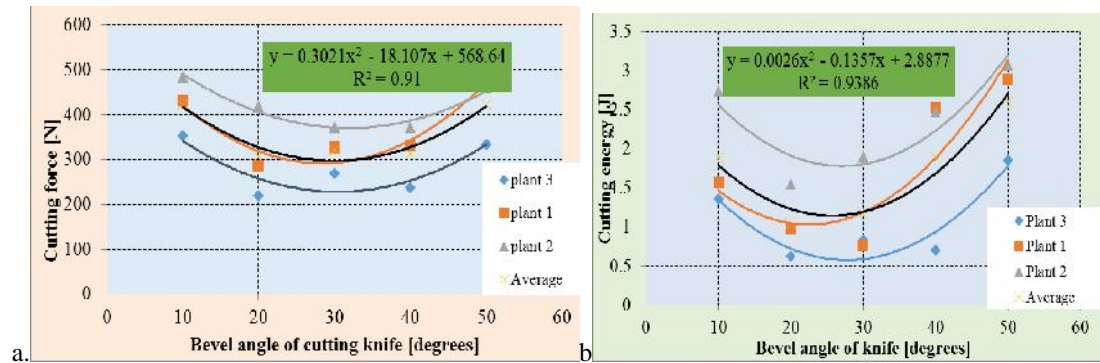 600
500
400
300
200
100
0
Cutting force [N]
y = 0.3021x² - 18.107x + 568.64
R² = 0.91
plant 3
plant 1
plant 2
Average
0 10 20 30 40 50 60
Bevel angle of cutting knife [degrees]
a.
3.5
3
2.5
2
1.5
1
0.5
0
Cutting energy [J]
y = 0.0026x² - 0.1357x + 2.8877
R² = 0.9386
Plant 3
Plant 1
Plant 2
Average
0 10 20 30 40 50 60
Bevel angle of knife [degrees]
b